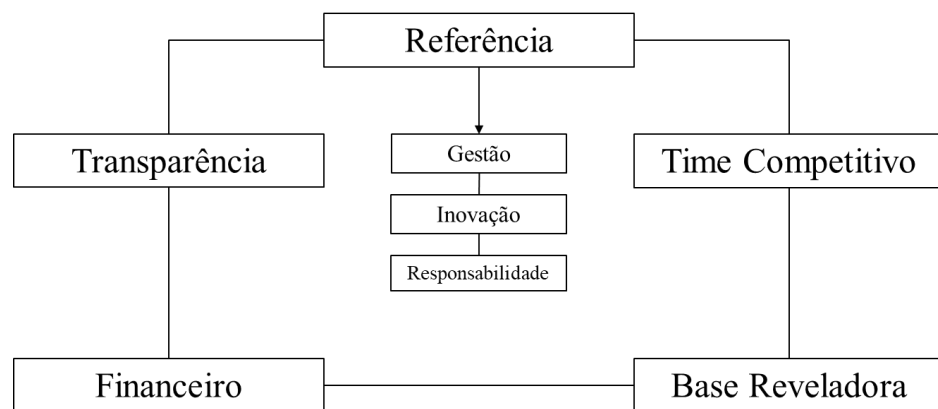 Referência
Transparência
Gestão
Time Competitivo
Inovação
Responsabilidade
Financeiro
Base Reveladora